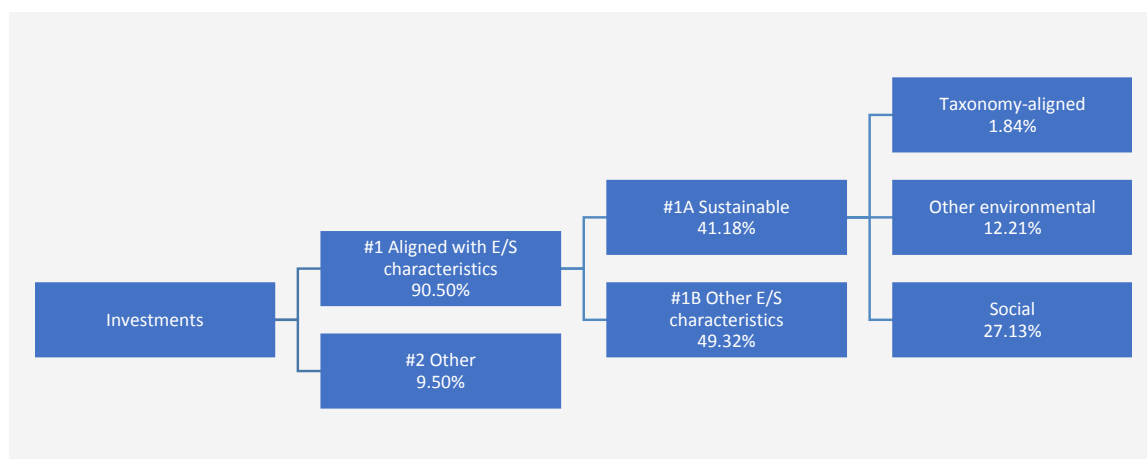 Investments
#1 Aligned with E/S
characteristics
90.50%
#2 Other
9.50%
#1A Sustainable
41.18%
#1B Other E/S
characteristics
49.32%
Taxonomy-aligned
1.84%
Other environmental
12.21%
Social
27.13%